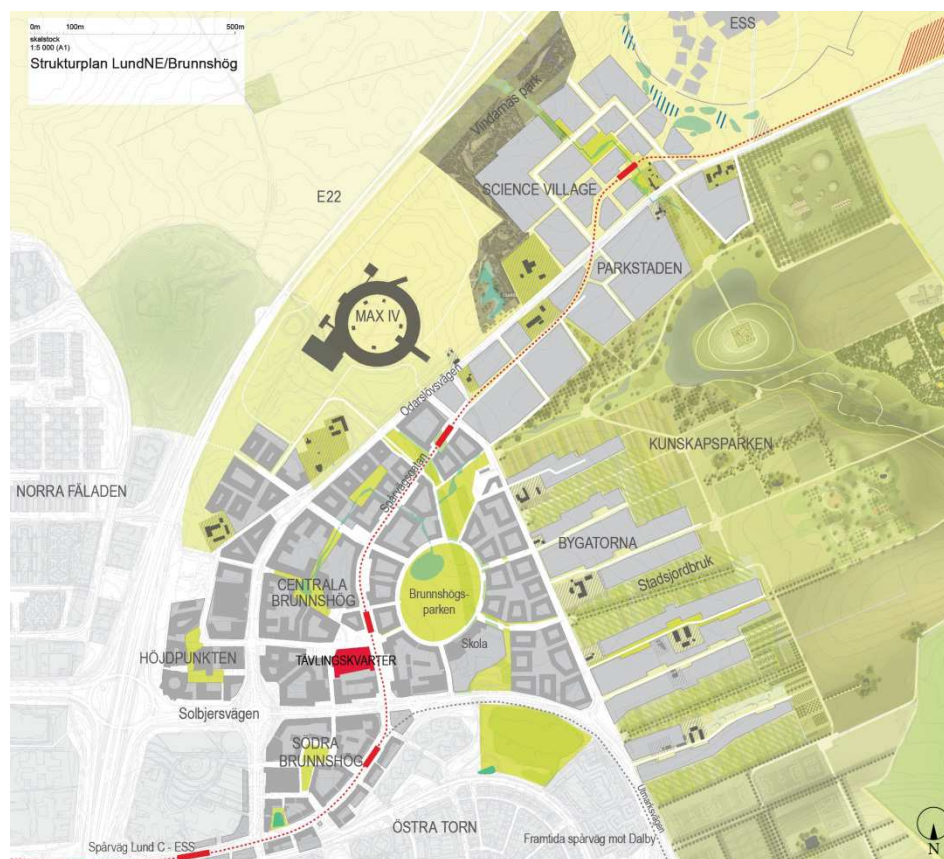 0m 100m 500m
skalstock
1:5 000 (A1)
Strukturplan LundNE/Brunnshög
ESS
Vindarnas park
SCIENCE VILLAGE
E22
PARKSTADEN
MAX IV
Odarslövsvägen
KUNSKAPSPARKEN
Spårvägsgatan
NORRA FÄLADEN
BYGATORNA
Stadsjordbruk
CENTRALA
BRUNNSHÖG
Brunnshögs-
parken
Skola
HÖJDPUNKTEN
TÄVLINGSKVARTER
Solbjersvägen
SÖDRA
BRUNNSHÖG
Utmarksvägen
ÖSTRA TORN
Framtida spårväg mot Dalby
Spårväg Lund C - ESS
N